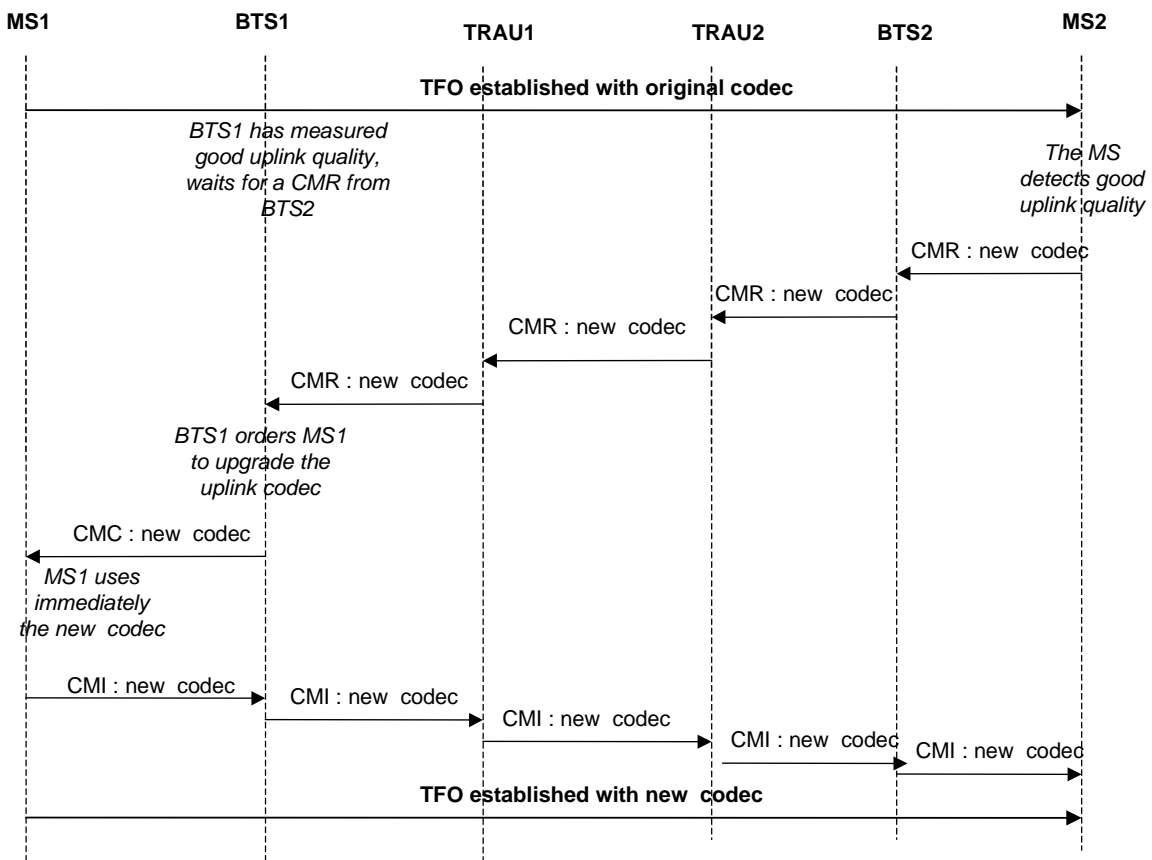 MS1
BTS1
TRAU1
TRAU2
BTS2
MS2
TFO established with original codec
BTS1 has measured
good uplink quality,
waits for a CMR from
BTS2
The MS
detects good
uplink quality
CMR : new codec
CMR : new codec
CMR : new codec
CMR : new codec
BTS1 orders MS1
to upgrade the
uplink codec
CMC : new codec
MS1 uses
immediately
the new codec
CMI : new codec
CMI : new codec
CMI : new codec
CMI : new codec
CMI : new codec
TFO established with new codec